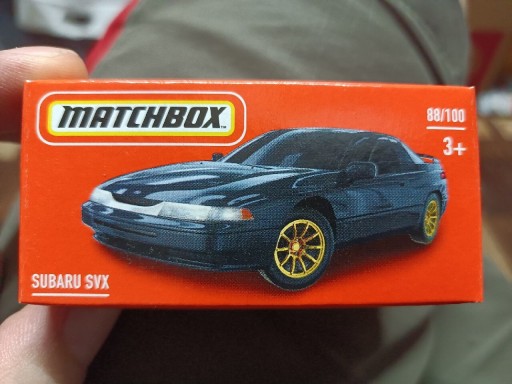 MATCHBOX
88/100
3+
SUBARU SVX